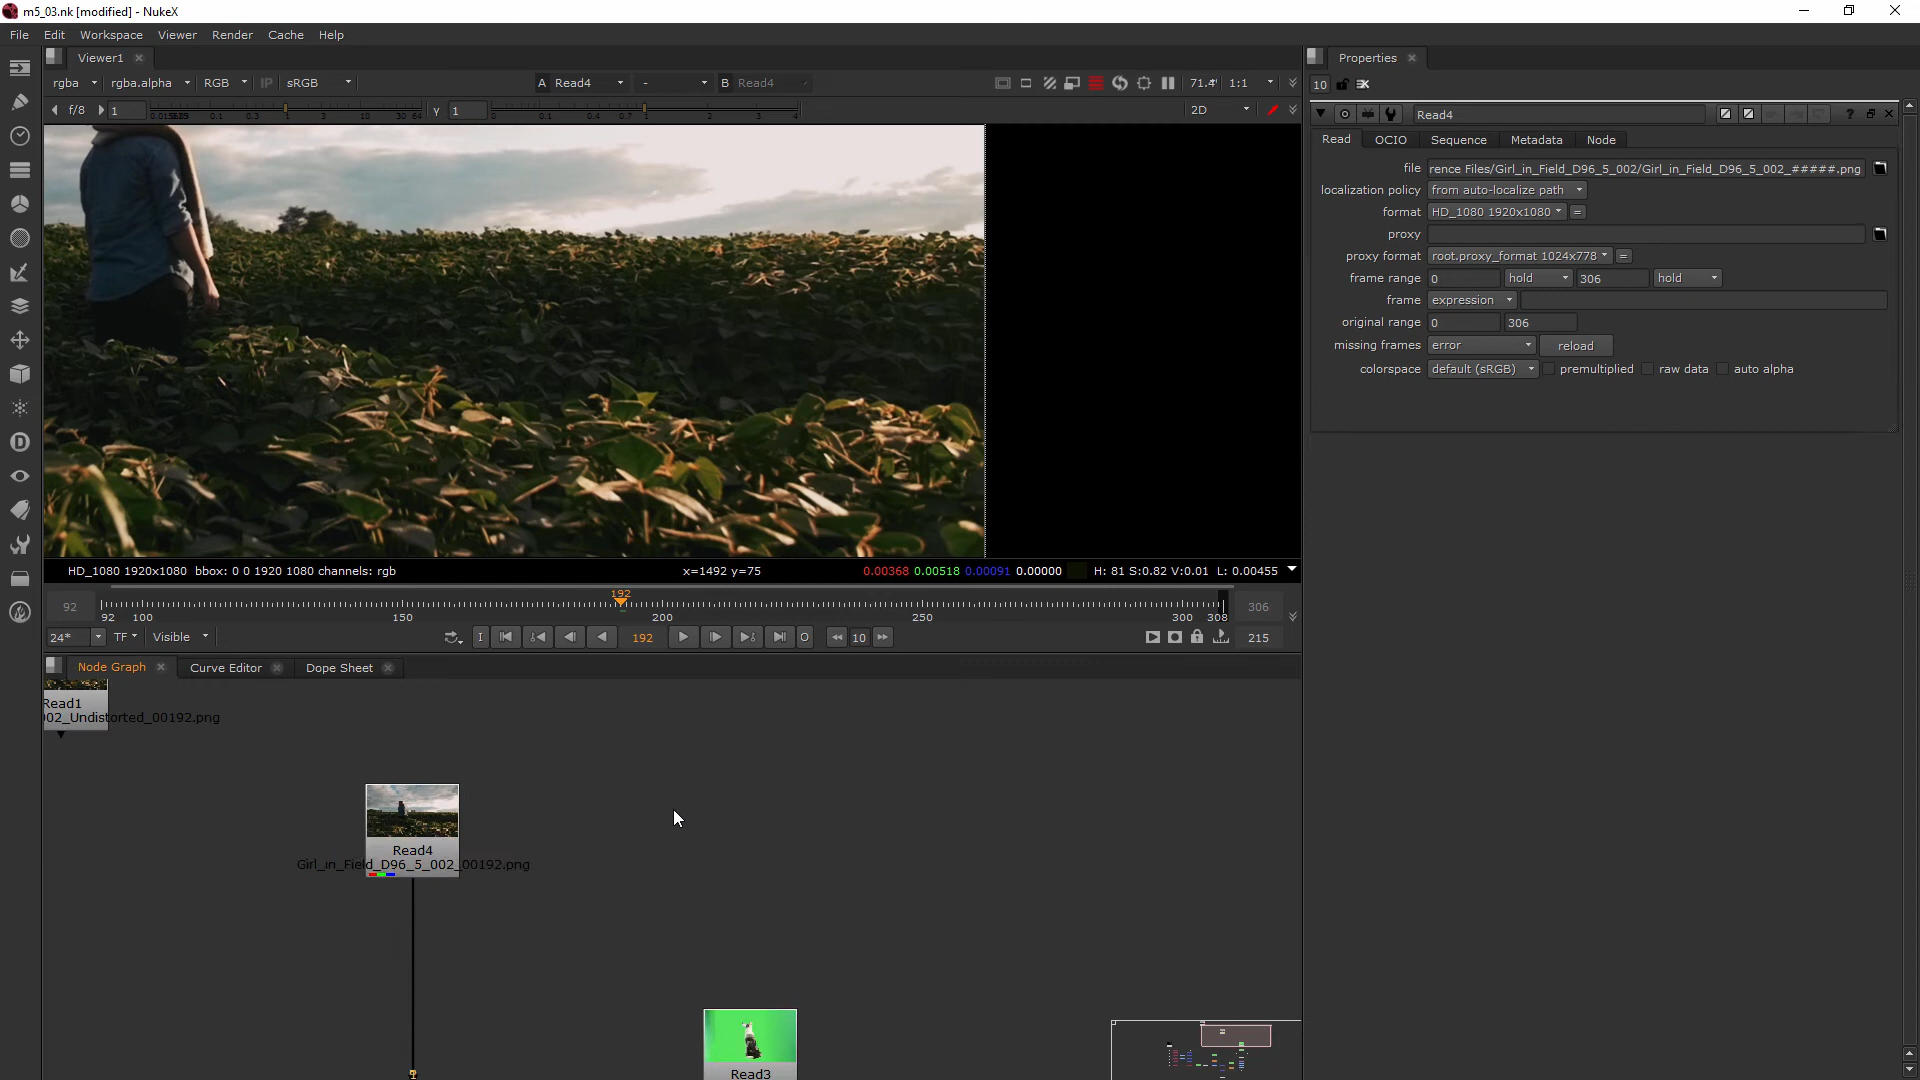 m5_03.nk [modified] - NukeX
File Edit Workspace Viewer Render Cache Help
Viewer1
rgba rgba.alpha RGB IP sRGB A Read4 - B Read4 1:1
f/8 1 γ 1 2D
HD_1080 1920x1080 bbox: 0 0 1920 1080 channels: rgb x=1492 y=75 0.00368 0.00518 0.00091 0.00000 H: 81 S:0.82 V:0.01 L: 0.00455
192
92 306
92 100 150 200 250 300 308
24* TF Visible I 192 O 10 215
Node Graph Curve Editor Dope Sheet
Read1
02_Undistorted_00192.png
Read4
Girl_in_Field_D96_5_002_00192.png
Read3
Properties
10
Read4
Read OCIO Sequence Metadata Node
file rence Files/Girl_in_Field_D96_5_002/Girl_in_Field_D96_5_002_#####.png
localization policy from auto-localize path
format HD_1080 1920x1080 =
proxy
proxy format root.proxy_format 1024x778 =
frame range 0 hold 306 hold
frame expression
original range 0 306
missing frames error reload
colorspace default (sRGB) premultiplied raw data auto alpha